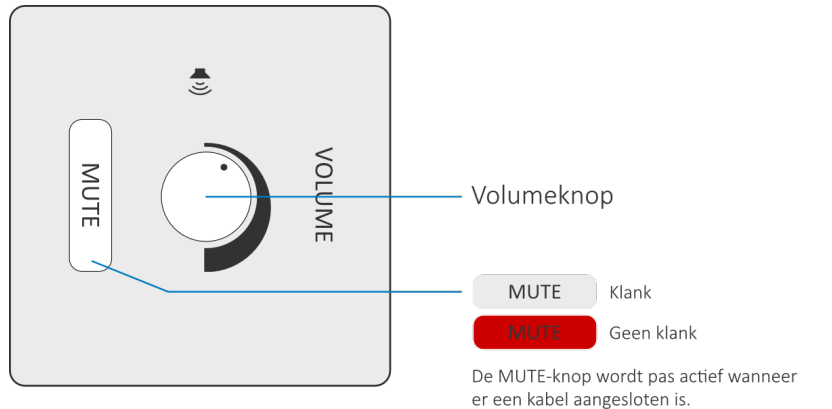 MUTE
VOLUME
Volumeknop
MUTE Klank
MUTE Geen klank
De MUTE-knop wordt pas actief wanneer
er een kabel aangesloten is.